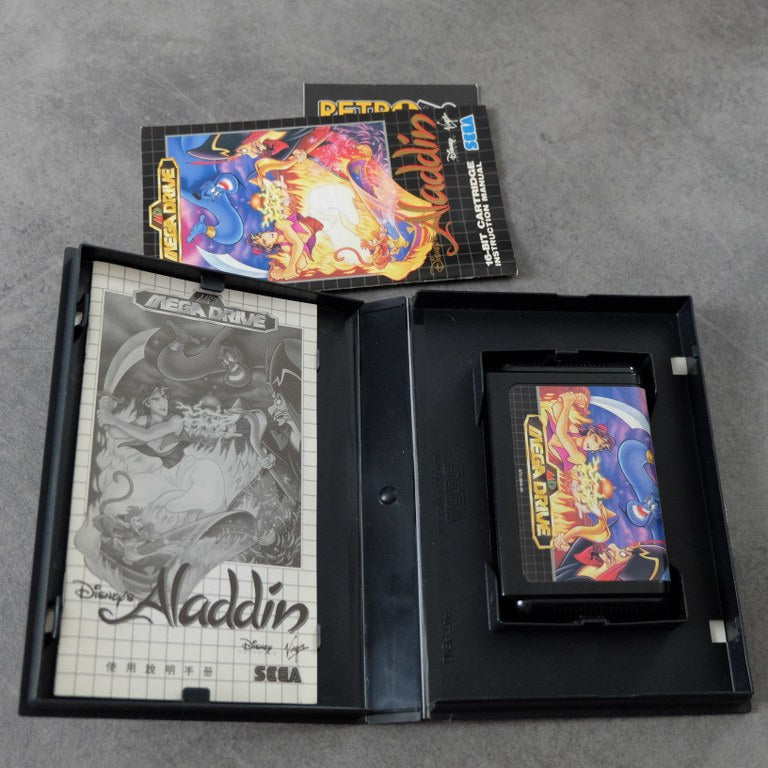 RETRO
MEGA DRIVE
Disney's
Aladdin
Disney
Virgin
SEGA
16-BIT CARTRIDGE
INSTRUCTION MANUAL
MEGA DRIVE
Disney's Aladdin
Disney Virgin
使用說明手册 SEGA
SEGA
MEGA DRIVE